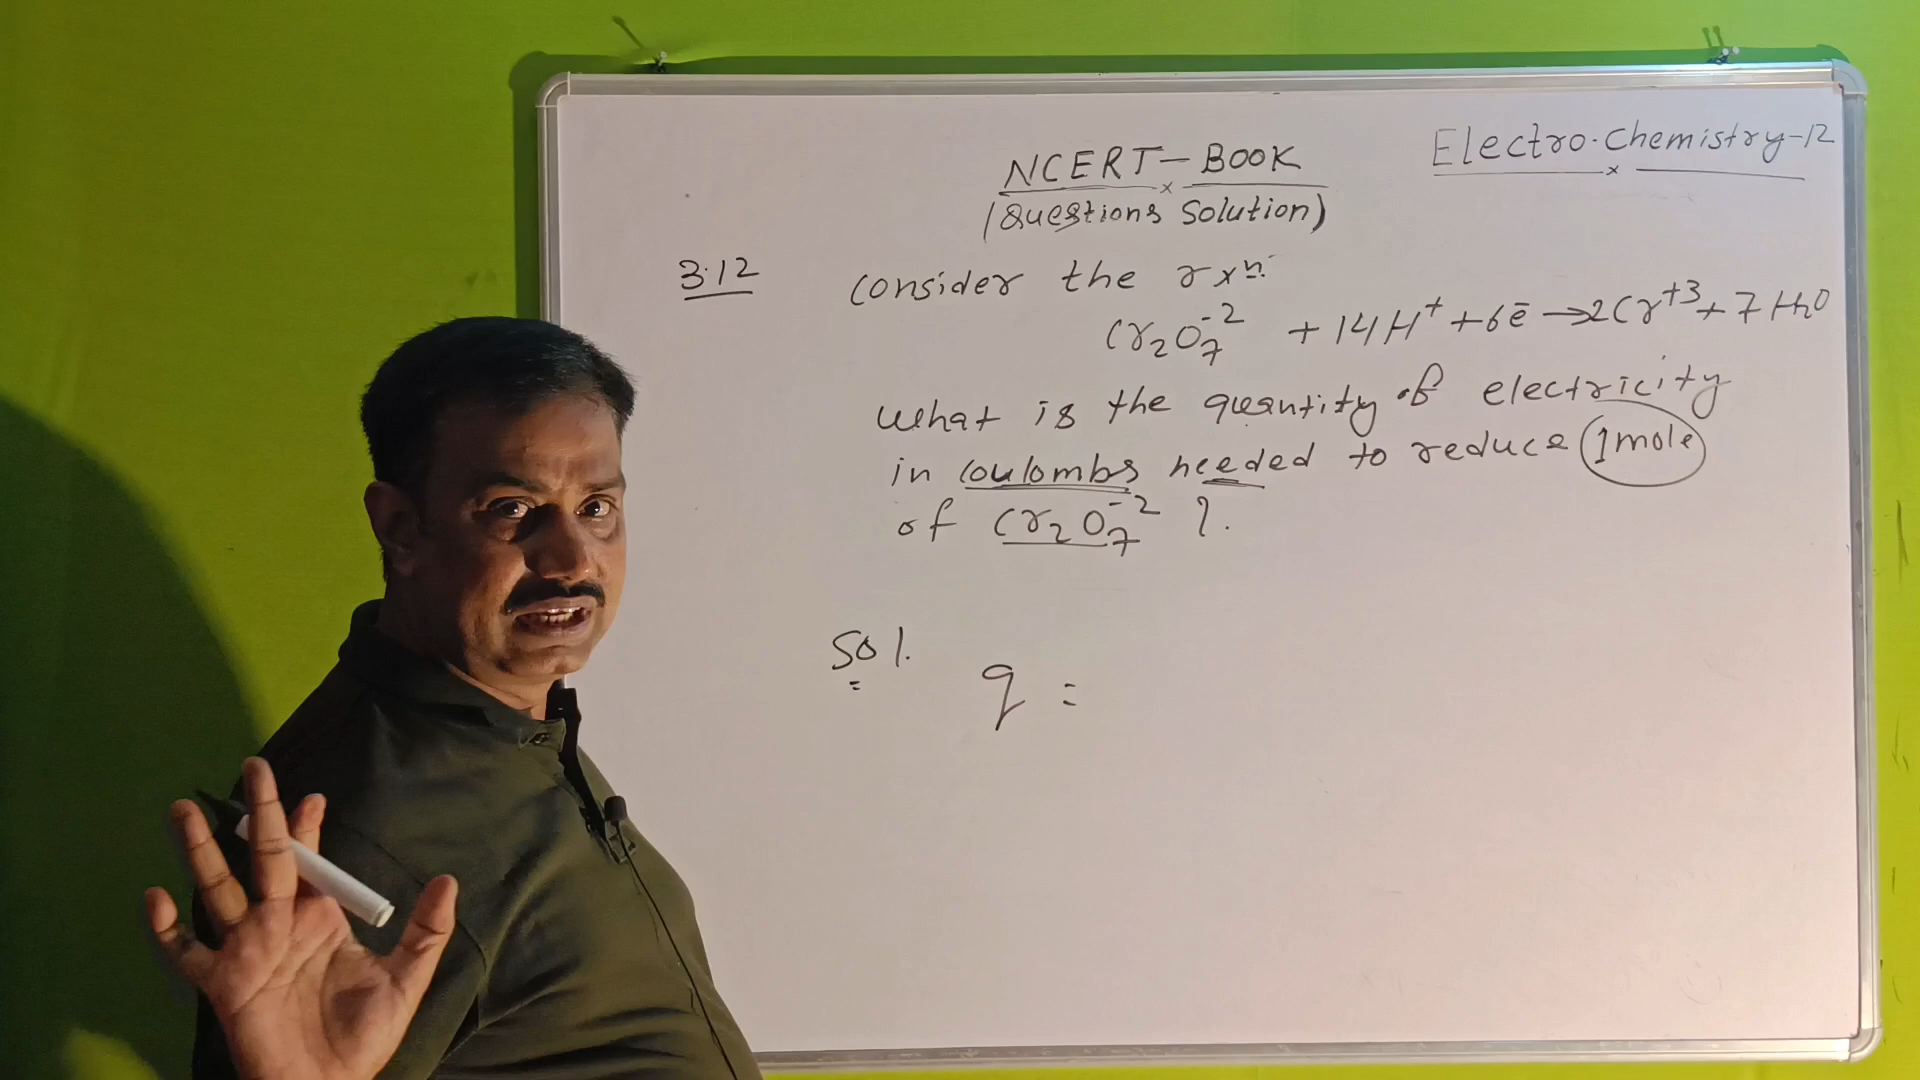 Electro.Chemistry-12
NCERT-BOOK
(Questions Solution)
3.12 Consider the rxn.
Cr2O7^-2 + 14H^+ + 6e̅ → 2Cr^+3 + 7H2O
What is the quantity of electricity
in coulombs needed to reduce 1mole
of Cr2O7^-2 ?.
Sol.
q =